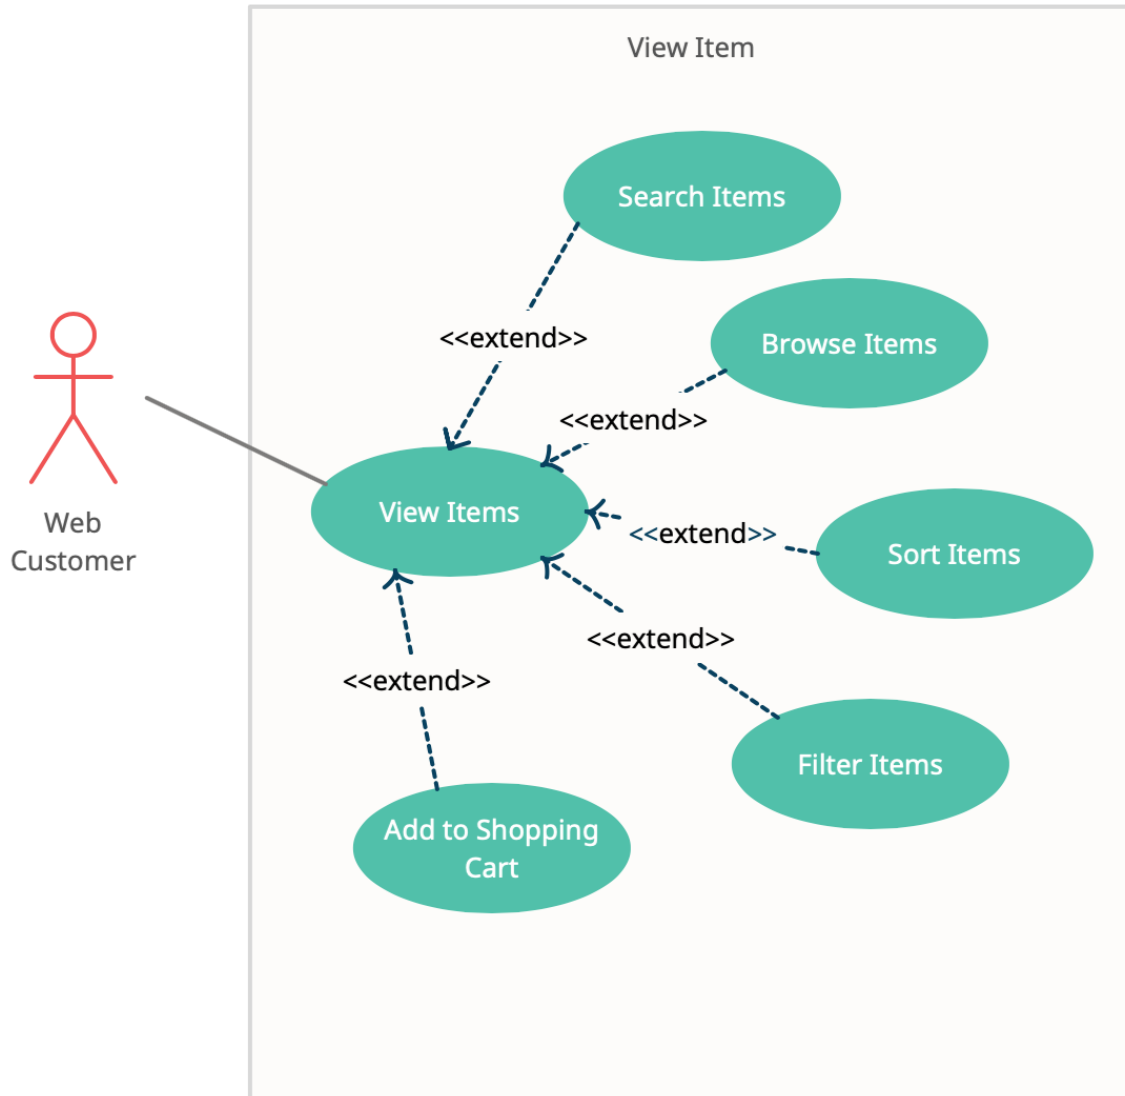 View Item
Search Items
<<extend>>
Browse Items
<<extend>>
View Items
<<extend>>
Sort Items
Web
Customer
<<extend>>
<<extend>>
Filter Items
Add to Shopping
Cart